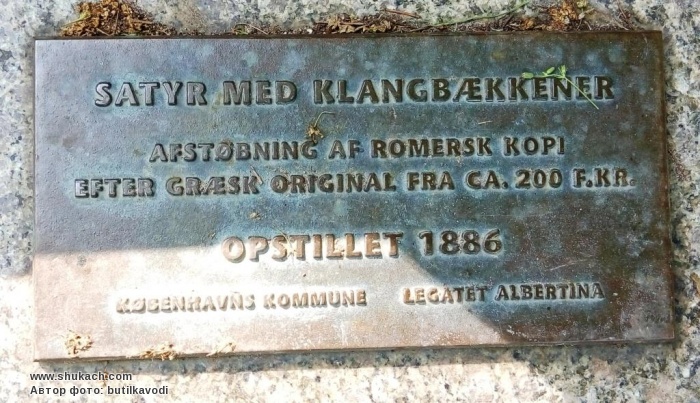 SATYR MED KLANGBÆKKENER
AFSTØBNING AF ROMERSK KOPI
EFTER GRÆSK ORIGINAL FRA CA. 200 F.KR.
OPSTILLET 1886
KØBENHAVNS KOMMUNE LEGATET ALBERTINA
www.shukach.com
Автор фото: butilkavodi